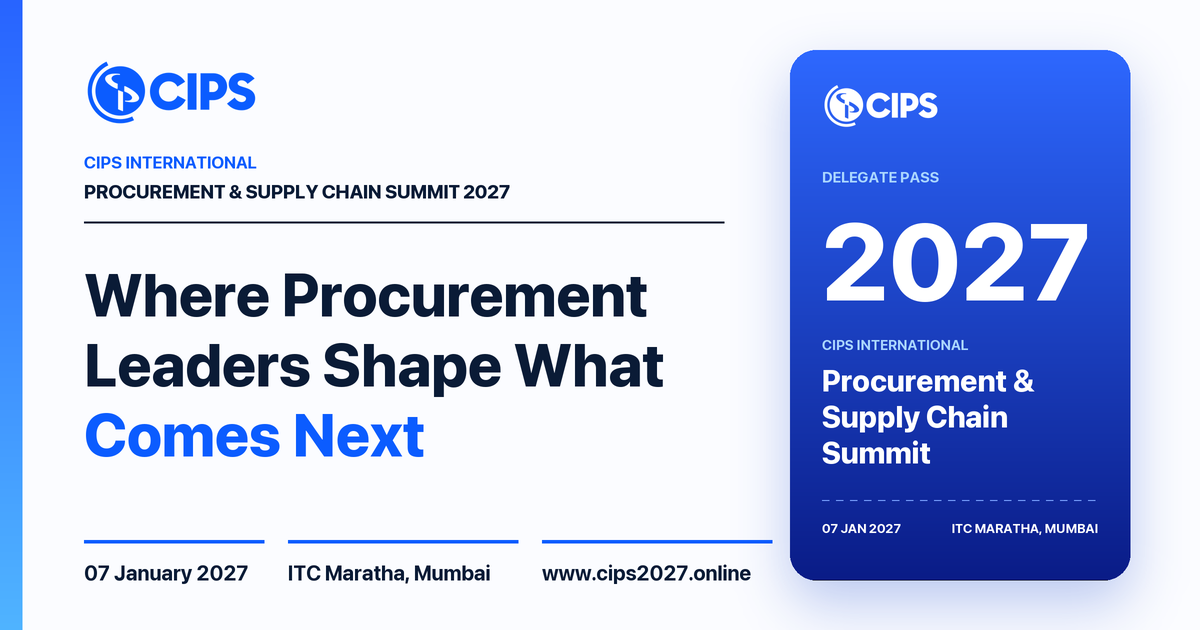 CIPS
CIPS INTERNATIONAL
PROCUREMENT & SUPPLY CHAIN SUMMIT 2027
Where Procurement
Leaders Shape What
Comes Next
07 January 2027
ITC Maratha, Mumbai
www.cips2027.online
CIPS
DELEGATE PASS
2027
CIPS INTERNATIONAL
Procurement &
Supply Chain
Summit
07 JAN 2027
ITC MARATHA, MUMBAI